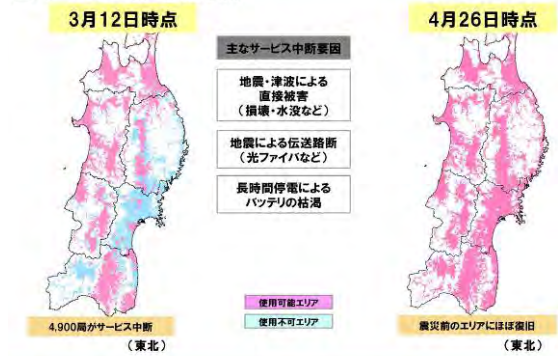 3月12日時点
4月26日時点
主なサービス中断要因
地震・津波による
直接被害
(損壊・水没など)
地震による伝送路断
(光ファイバなど)
長時間停電による
バッテリの枯渇
使用可能エリア
使用不可エリア
4,900局がサービス中断
(東北)
震災前のエリアにほぼ復旧
(東北)